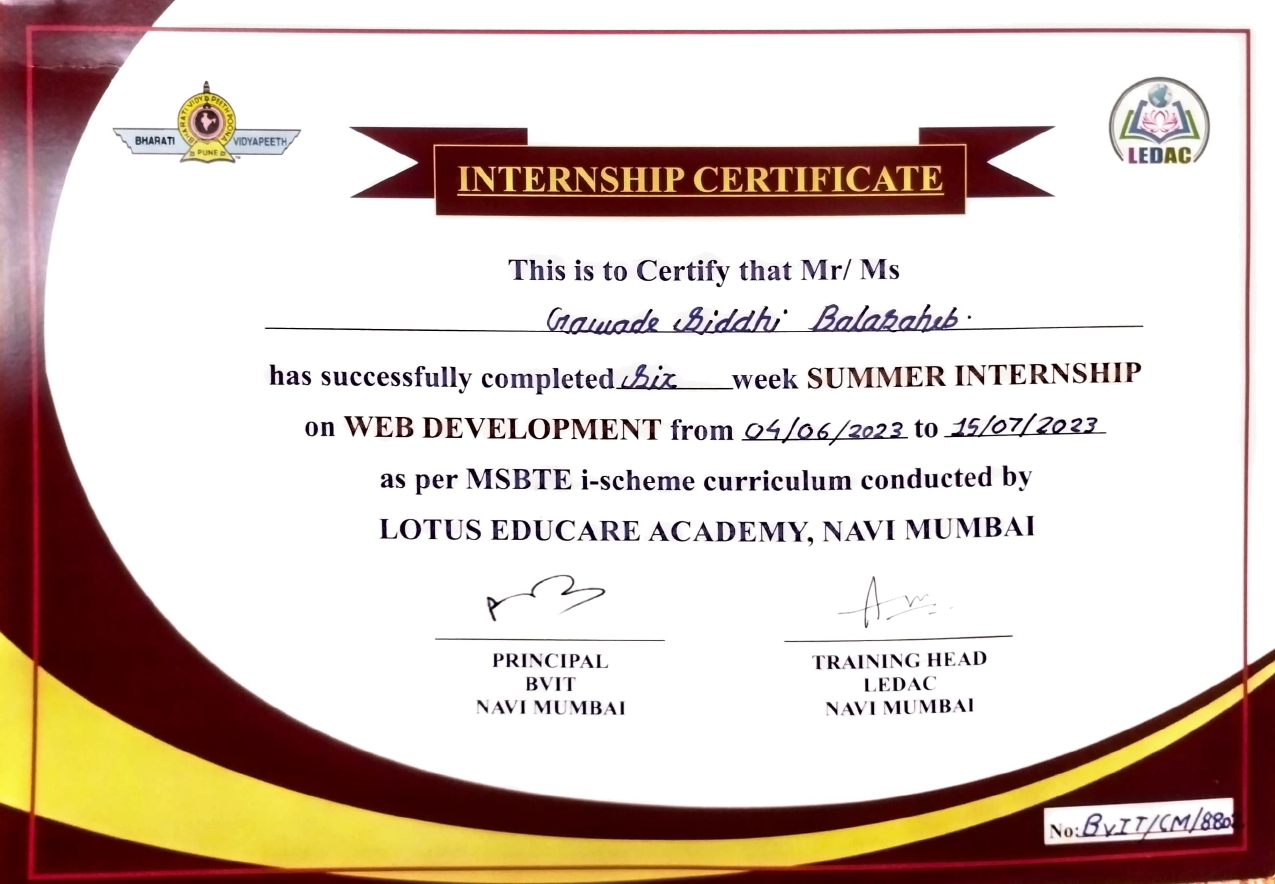 BHARATI VIDYAPEETH
BHARATI VIDYAPEETH POONA
PUNE
LEDAC
INTERNSHIP CERTIFICATE
This is to Certify that Mr/ Ms
Gawade Siddhi Balasaheb.
has successfully completed Six week SUMMER INTERNSHIP
on WEB DEVELOPMENT from 04/06/2023 to 15/07/2023
as per MSBTE i-scheme curriculum conducted by
LOTUS EDUCARE ACADEMY, NAVI MUMBAI
PRINCIPAL
BVIT
NAVI MUMBAI
TRAINING HEAD
LEDAC
NAVI MUMBAI
No: BVIT/CM/8802